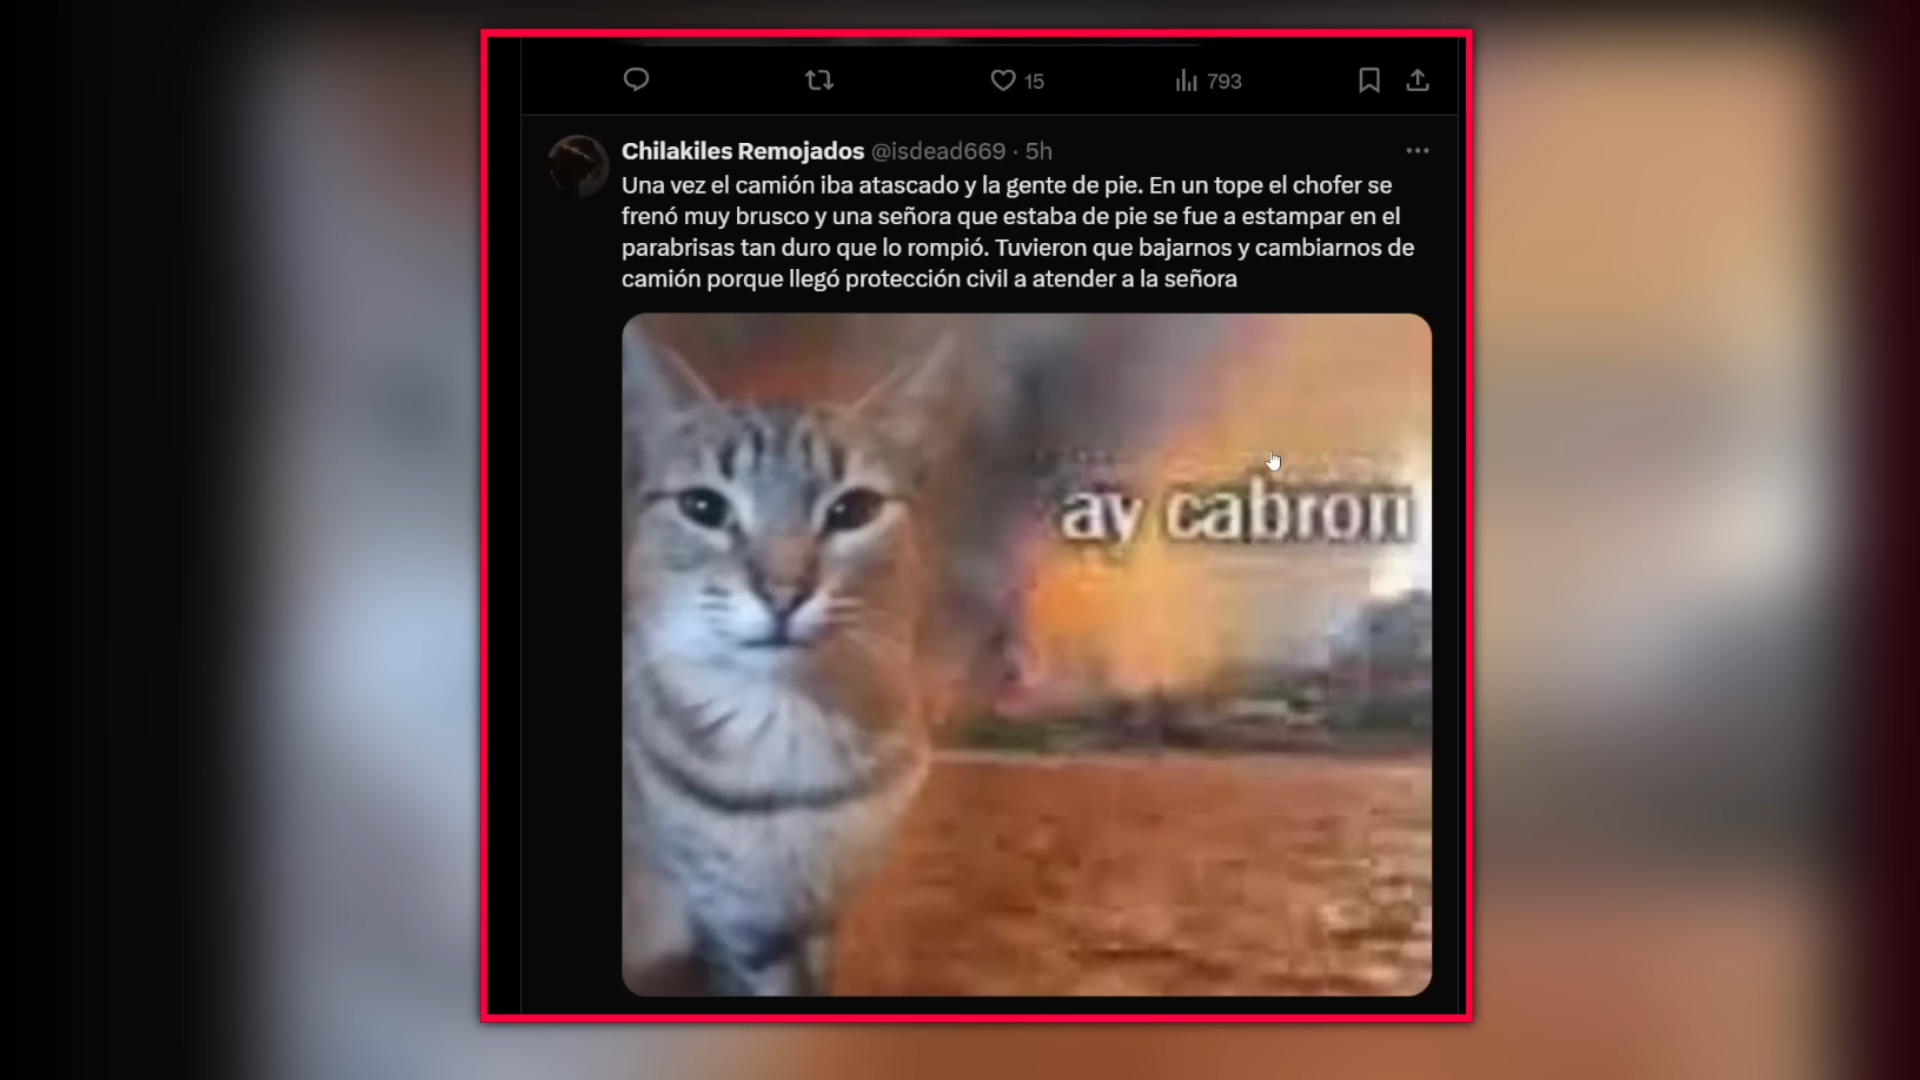 15
793
Chilakiles Remojados @isdead669 · 5h
Una vez el camión iba atascado y la gente de pie. En un tope el chofer se
frenó muy brusco y una señora que estaba de pie se fue a estampar en el
parabrisas tan duro que lo rompió. Tuvieron que bajarnos y cambiarnos de
camión porque llegó protección civil a atender a la señora
ay cabron